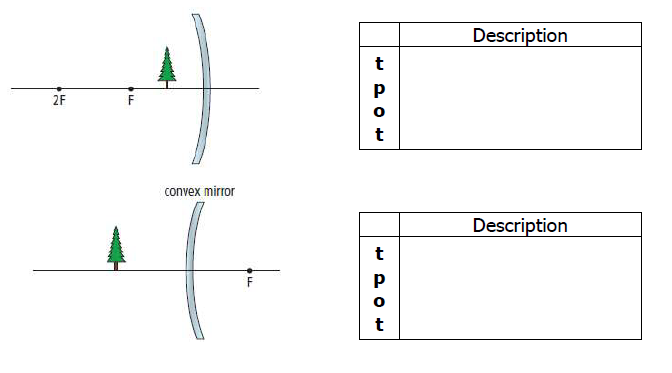 Description
t
p
o
t
2F F
convex mirror
Description
t
p
o
t
F